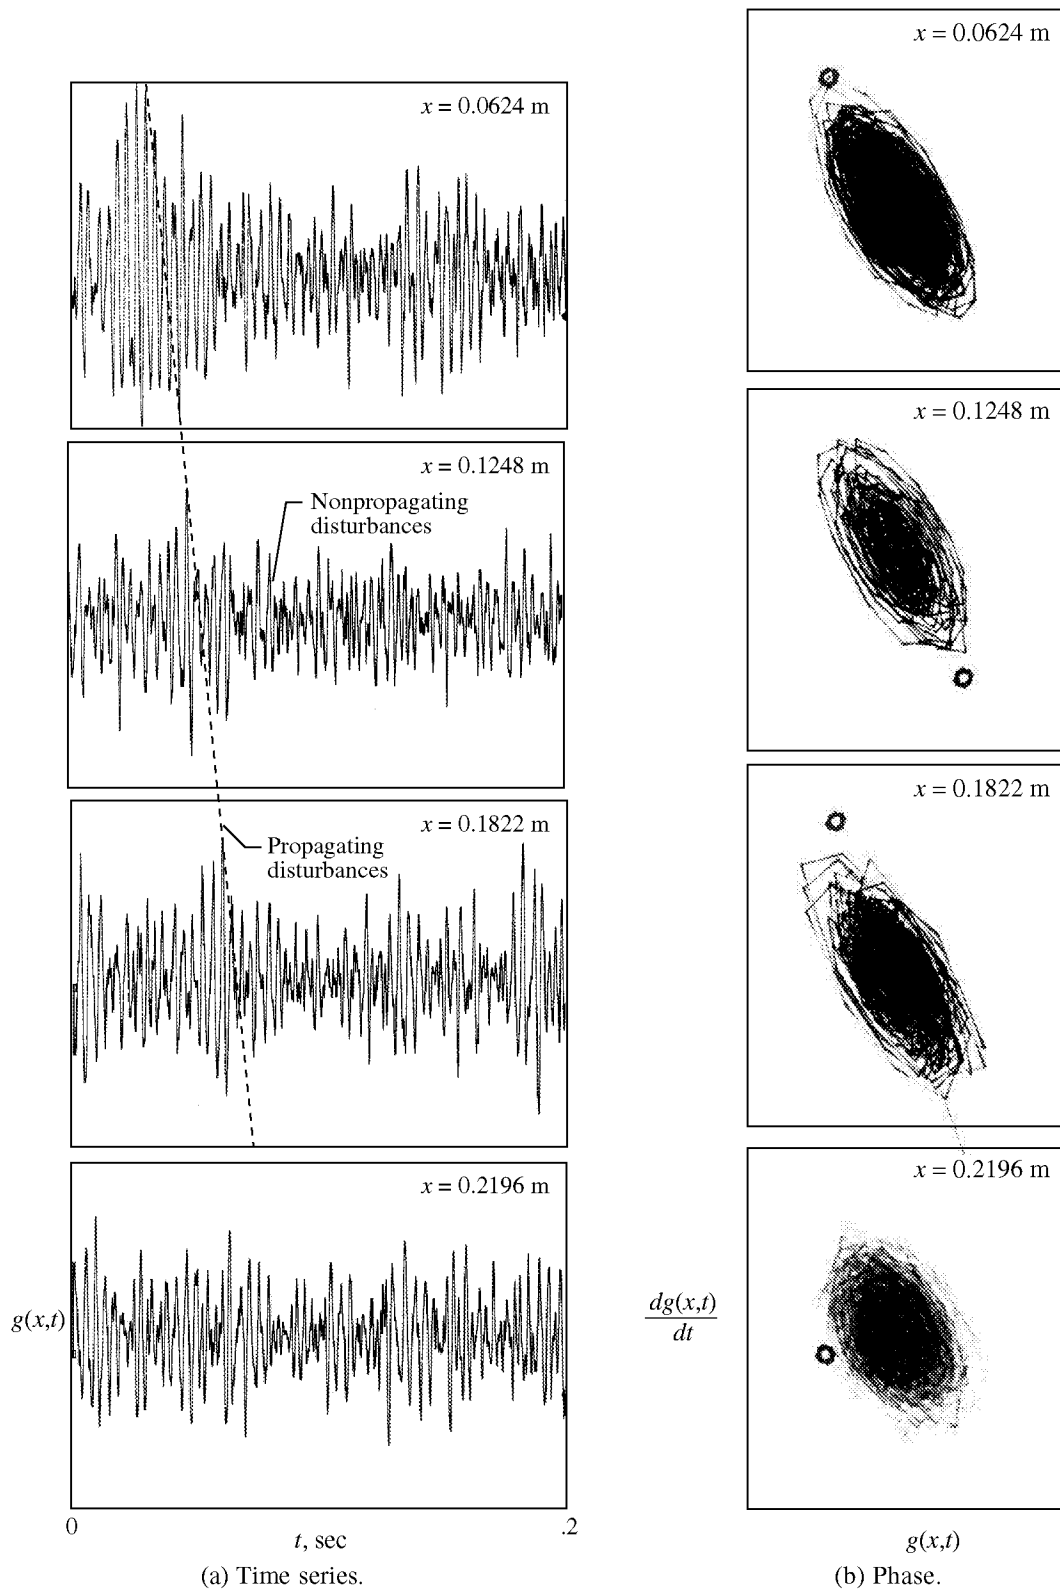 x = 0.0624 m
x = 0.1248 m
Nonpropagating
disturbances
x = 0.1822 m
Propagating
disturbances
x = 0.2196 m
g(x,t)
0
.2
t, sec
(a) Time series.
x = 0.0624 m
x = 0.1248 m
x = 0.1822 m
x = 0.2196 m
dg(x,t)
dt
g(x,t)
(b) Phase.